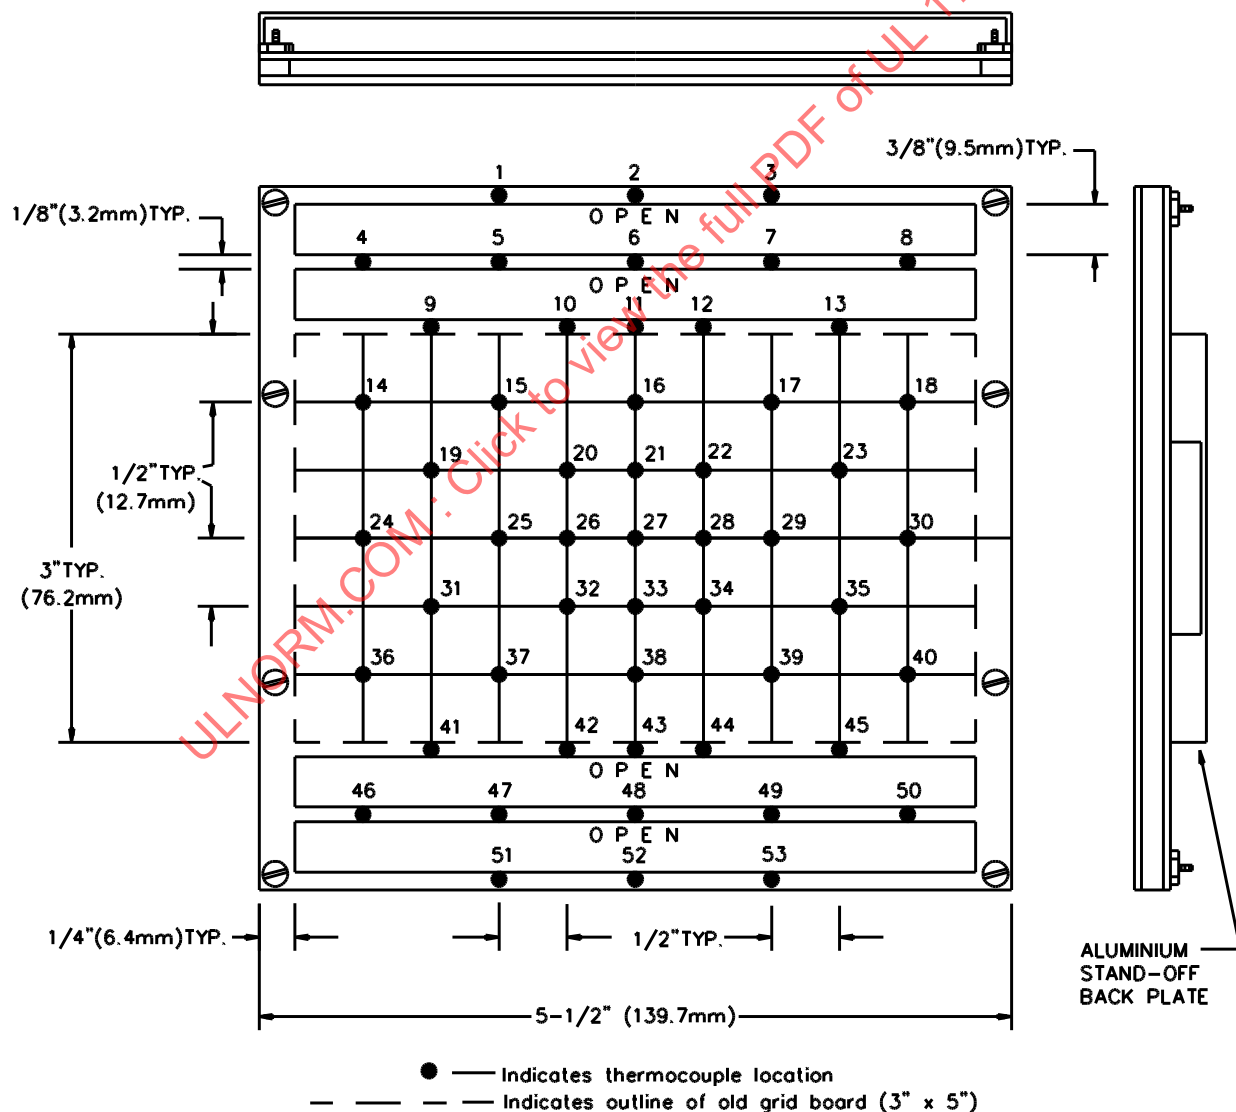 3/8"(9.5mm)TYP.
1 2 3
1/8"(3.2mm)TYP.
OPEN
4 5 6 7 8
OPEN
9 10 11 12 13
14 15 16 17 18
19 20 21 22 23
1/2"TYP.
(12.7mm)
24 25 26 27 28 29 30
3"TYP.
(76.2mm)
31 32 33 34 35
36 37 38 39 40
41 42 43 44 45
OPEN
46 47 48 49 50
OPEN
51 52 53
1/4"(6.4mm)TYP.
1/2"TYP.
ALUMINIUM
STAND-OFF
BACK PLATE
5-1/2" (139.7mm)
Indicates thermocouple location
Indicates outline of old grid board (3" x 5")
ULNORM.COM : Click to view the full PDF of UL